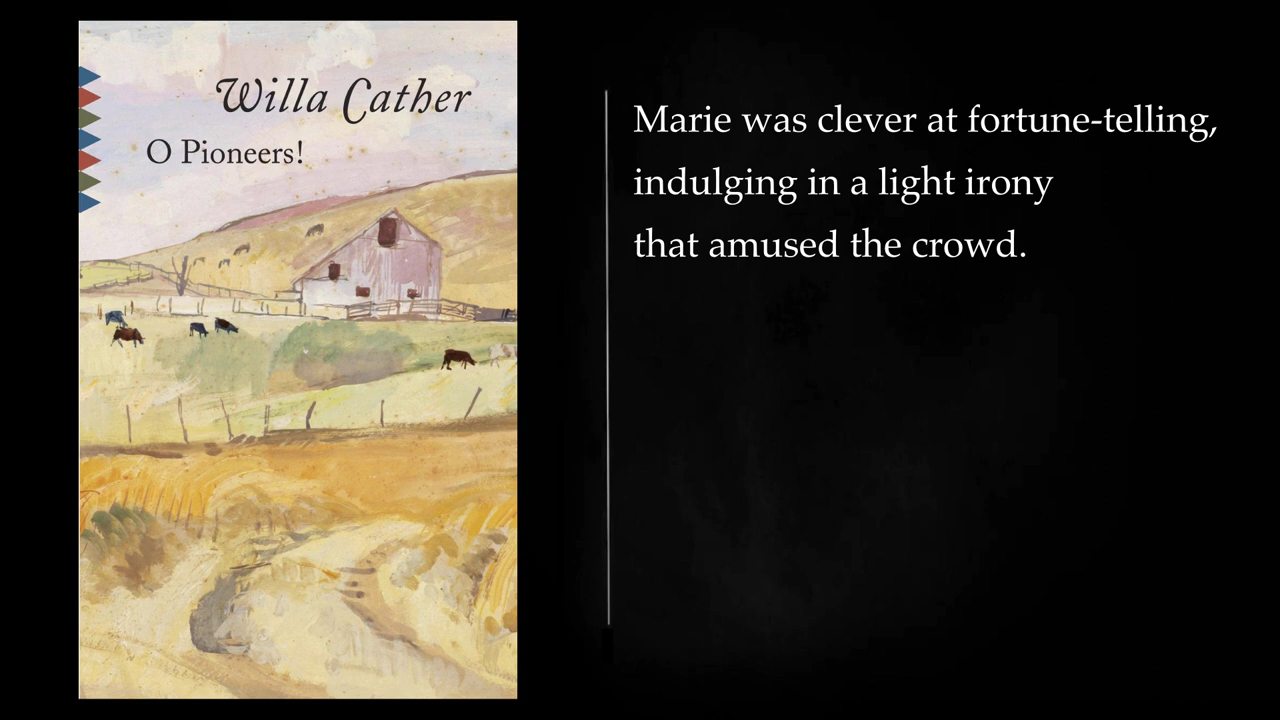 Willa Cather
O Pioneers!
Marie was clever at fortune-telling,
indulging in a light irony
that amused the crowd.